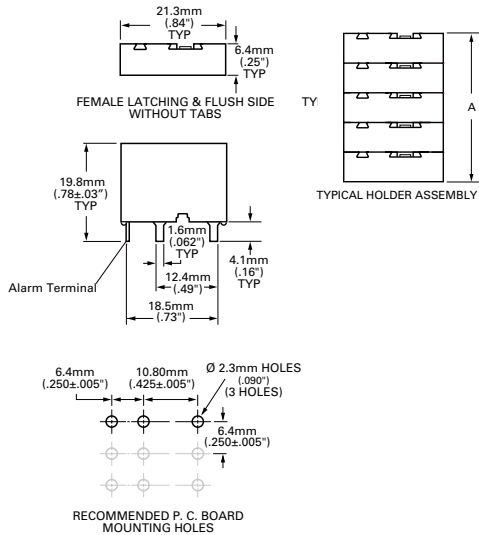 21.3mm
(.84")
TYP
6.4mm
(.25")
TYP
FEMALE LATCHING & FLUSH SIDE
WITHOUT TABS
TY
A
TYPICAL HOLDER ASSEMBLY
19.8mm
(.78±.03")
TYP
1.6mm
(.062")
TYP
4.1mm
(.16")
TYP
Alarm Terminal
12.4mm
(.49")
18.5mm
(.73")
6.4mm
(.250±.005")
10.80mm
(.425±.005")
Ø 2.3mm HOLES
(.090")
(3 HOLES)
6.4mm
(.250±.005")
RECOMMENDED P. C. BOARD
MOUNTING HOLES